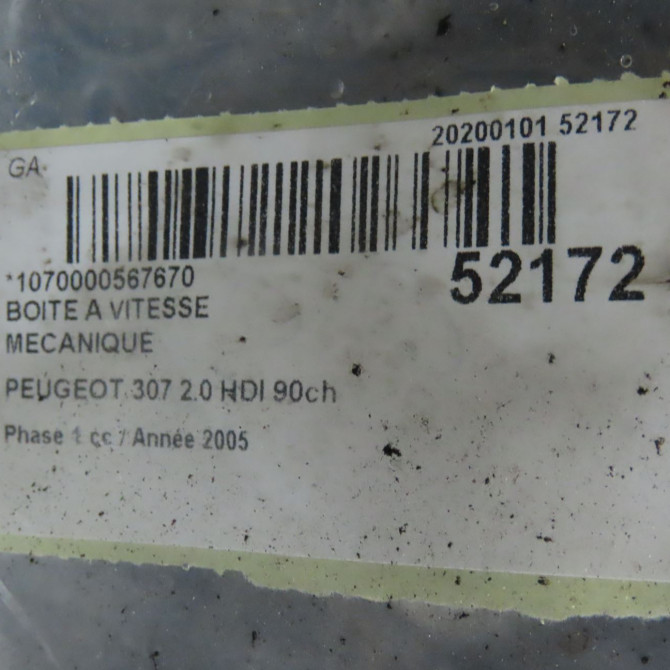 GA
20200101 52172
*1070000567670
52172
BOITE A VITESSE
MECANIQUE
PEUGEOT 307 2.0 HDI 90ch
Phase 1 cc / Année 2005